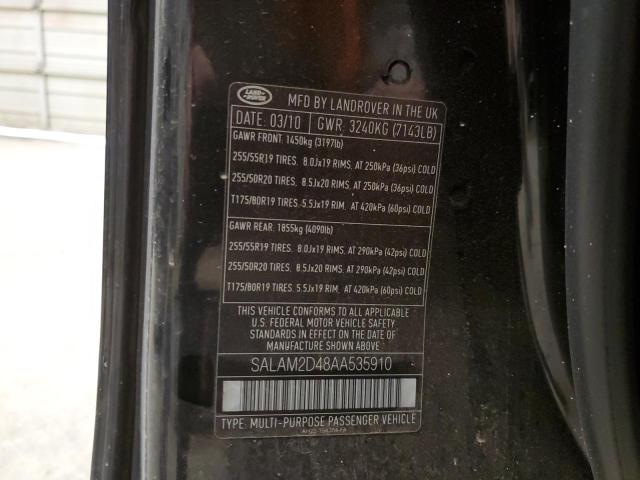 LAND
ROVER
MFD BY LANDROVER IN THE UK
DATE: 03/10 GWR: 3240KG (7143LB)
GAWR FRONT: 1450kg (3197lb)
255/55R19 TIRES. 8.0Jx19 RIMS. AT 250kPa (36psi) COLD
255/50R20 TIRES. 8.5Jx20 RIMS. AT 250kPa (36psi) COLD
T175/80R19 TIRES. 5.5Jx19 RIM. AT 420kPa (60psi) COLD
GAWR REAR: 1855kg (4090lb)
255/55R19 TIRES. 8.0Jx19 RIMS. AT 290kPa (42psi) COLD
255/50R20 TIRES. 8.5Jx20 RIMS. AT 290kPa (42psi) COLD
T175/80R19 TIRES. 5.5Jx19 RIM. AT 420kPa (60psi) COLD
THIS VEHICLE CONFORMS TO ALL APPLICABLE
U.S. FEDERAL MOTOR VEHICLE SAFETY
STANDARDS IN EFFECT ON THE DATE OF
MANUFACTURE SHOWN ABOVE.
SALAM2D48AA535910
TYPE: MULTI-PURPOSE PASSENGER VEHICLE